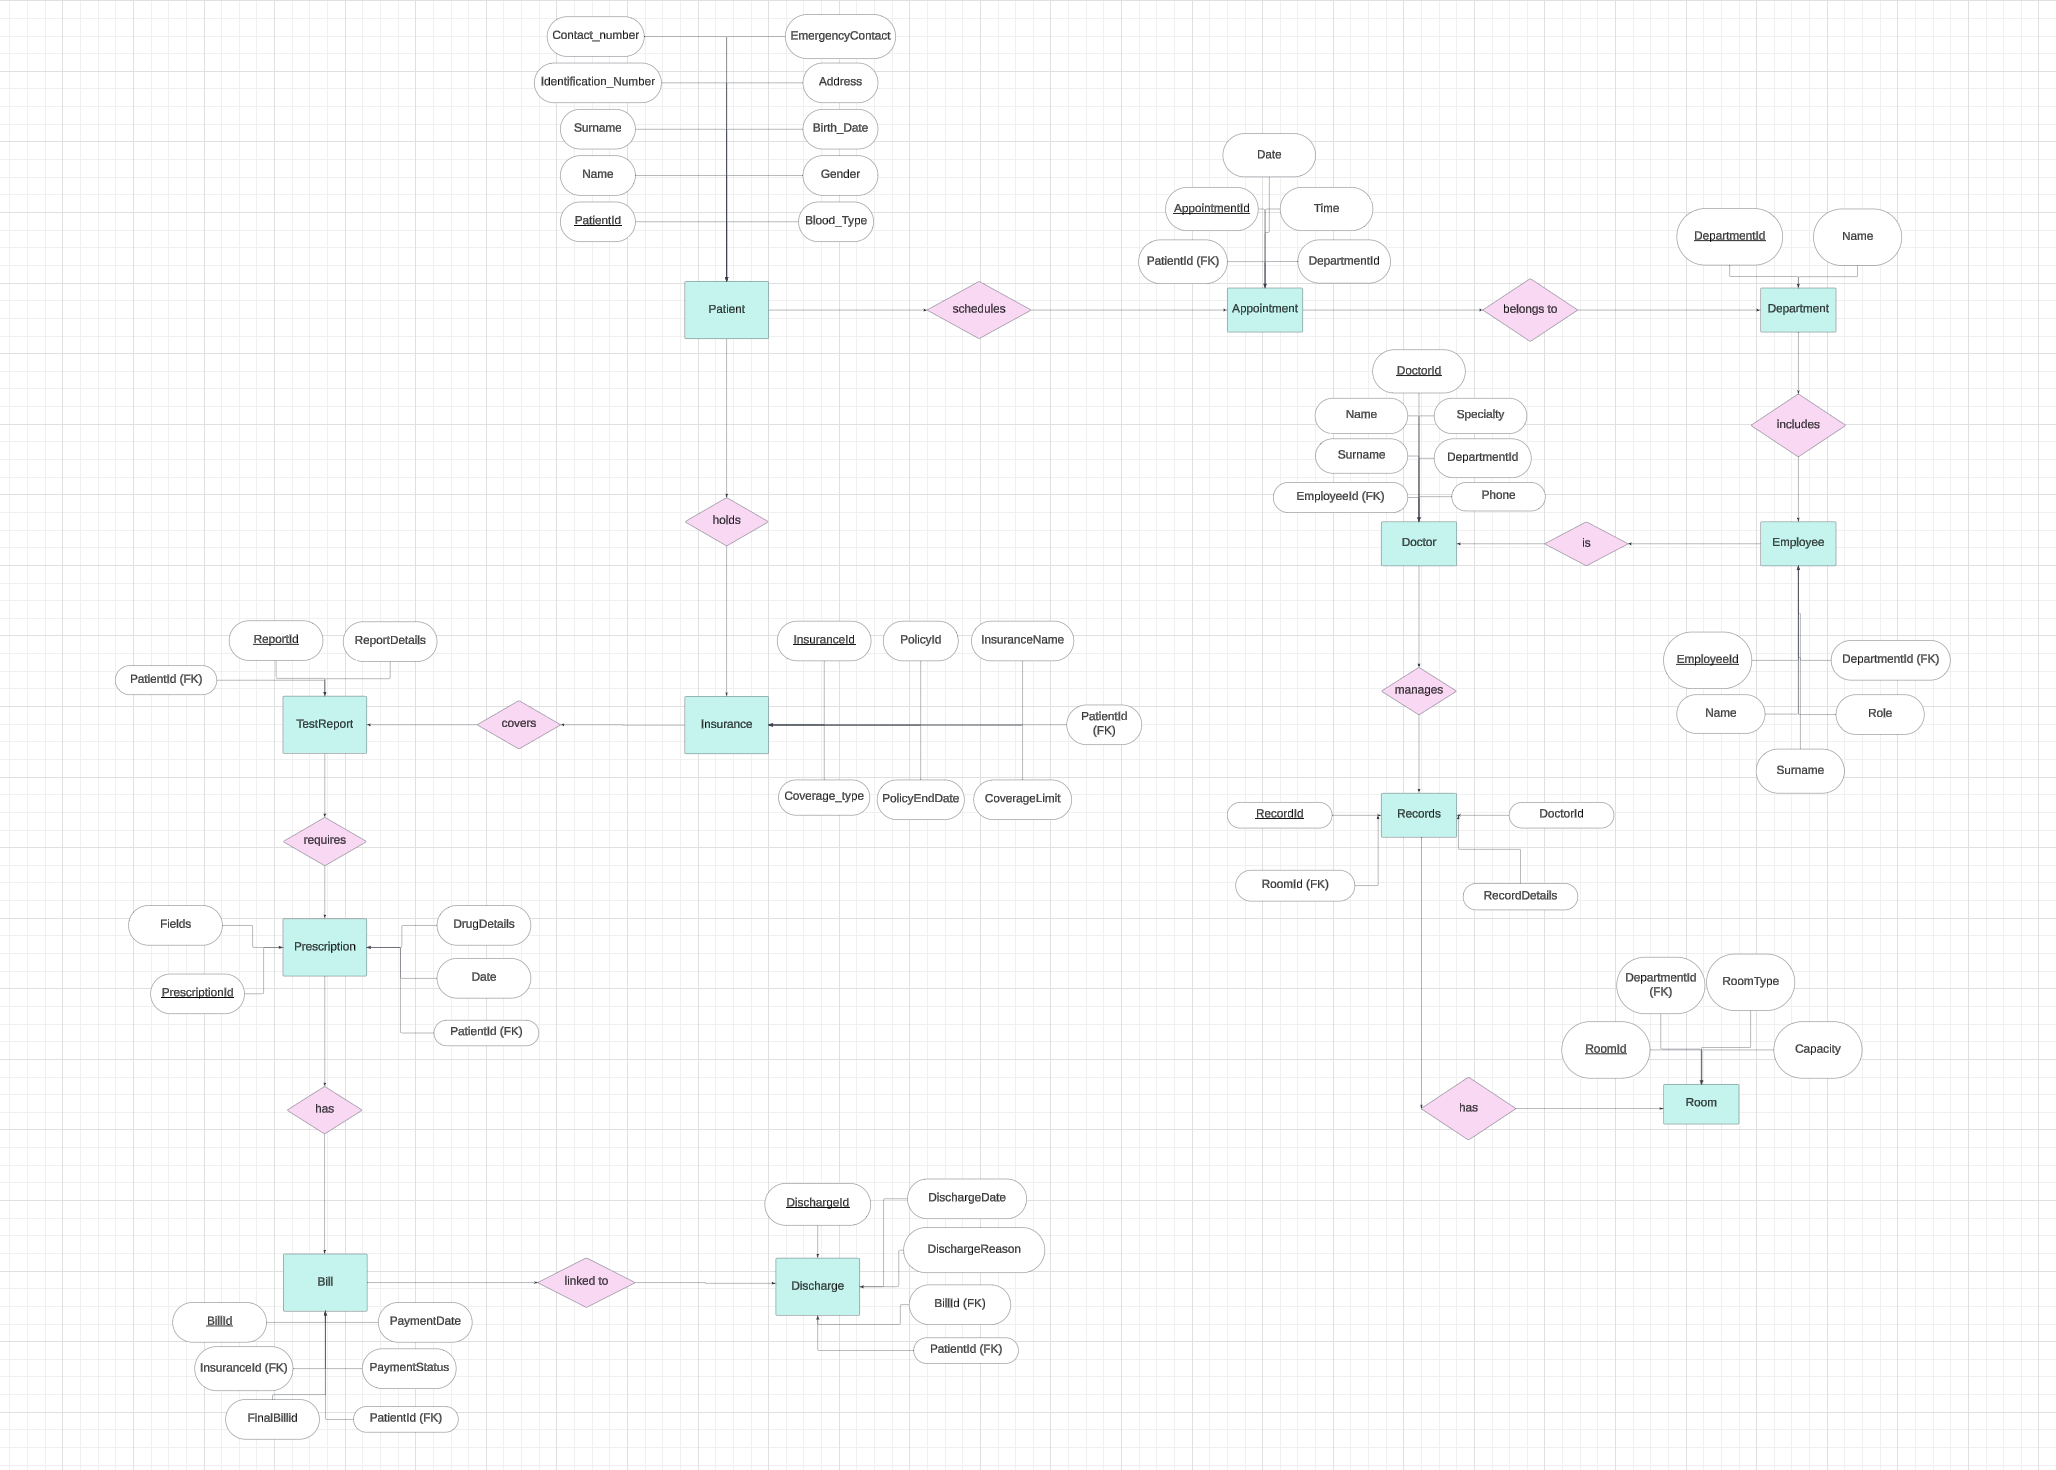 Contact_number
EmergencyContact
Identification_Number
Address
Surname
Birth_Date
Name
Gender
PatientId
Blood_Type
Date
AppointmentId
Time
PatientId (FK)
DepartmentId
DepartmentId
Name
Patient
schedules
Appointment
belongs to
Department
DoctorId
Name
Specialty
Surname
DepartmentId
EmployeeId (FK)
Phone
includes
holds
Doctor
is
Employee
ReportId
ReportDetails
PatientId (FK)
InsuranceId
PolicyId
InsuranceName
EmployeeId
DepartmentId (FK)
manages
Name
Role
Surname
TestReport
covers
Insurance
PatientId
(FK)
Coverage_type
PolicyEndDate
CoverageLimit
RecordId
Records
DoctorId
RoomId (FK)
RecordDetails
requires
Fields
DrugDetails
Prescription
PrescriptionId
Date
PatientId (FK)
DepartmentId
(FK)
RoomType
RoomId
Capacity
has
has
Room
DischargeId
DischargeDate
DischargeReason
Bill
linked to
Discharge
BillId (FK)
PatientId (FK)
BillId
PaymentDate
InsuranceId (FK)
PaymentStatus
FinalBillid
PatientId (FK)